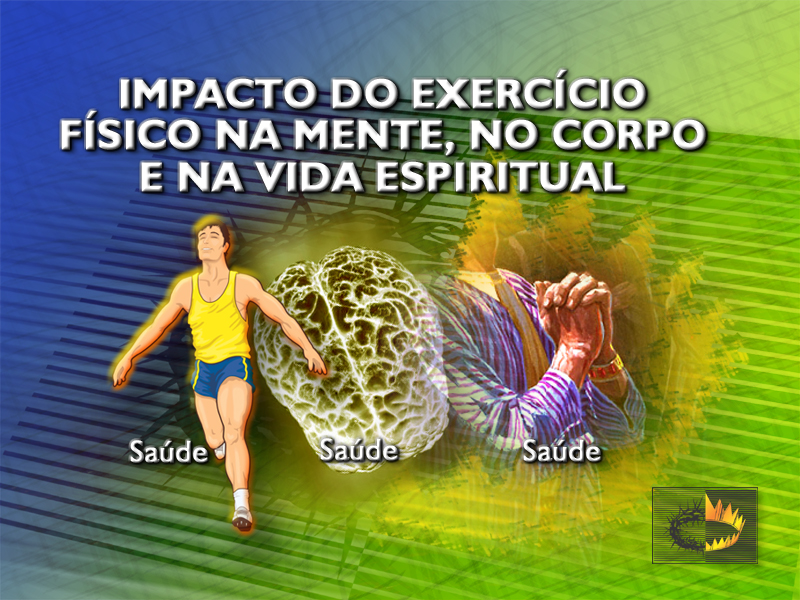 IMPACTO DO EXERCÍCIO
FÍSICO NA MENTE, NO CORPO
E NA VIDA ESPIRITUAL
Saúde
Saúde
Saúde